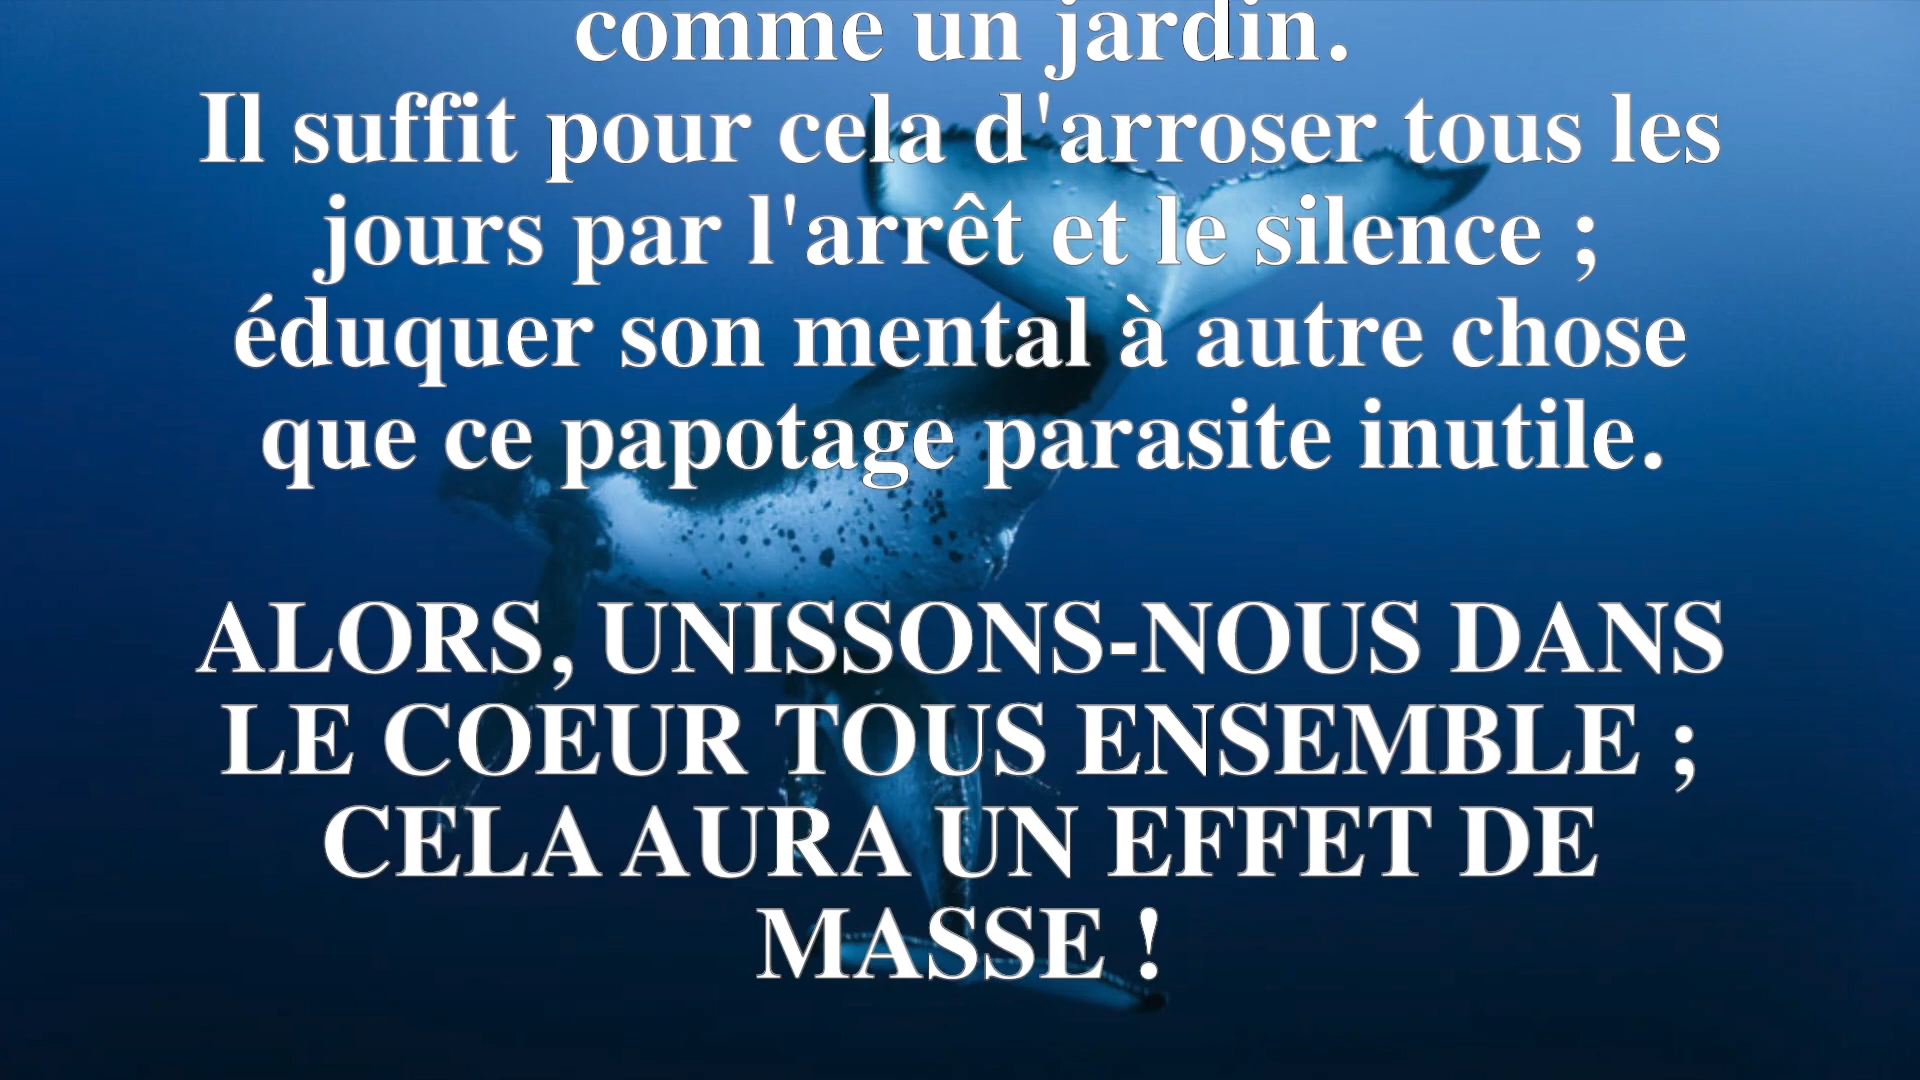 comme un jardin.
Il suffit pour cela d'arroser tous les
jours par l'arrêt et le silence ;
éduquer son mental à autre chose
que ce papotage parasite inutile.
ALORS, UNISSONS-NOUS DANS
LE COEUR TOUS ENSEMBLE ;
CELA AURA UN EFFET DE
MASSE !